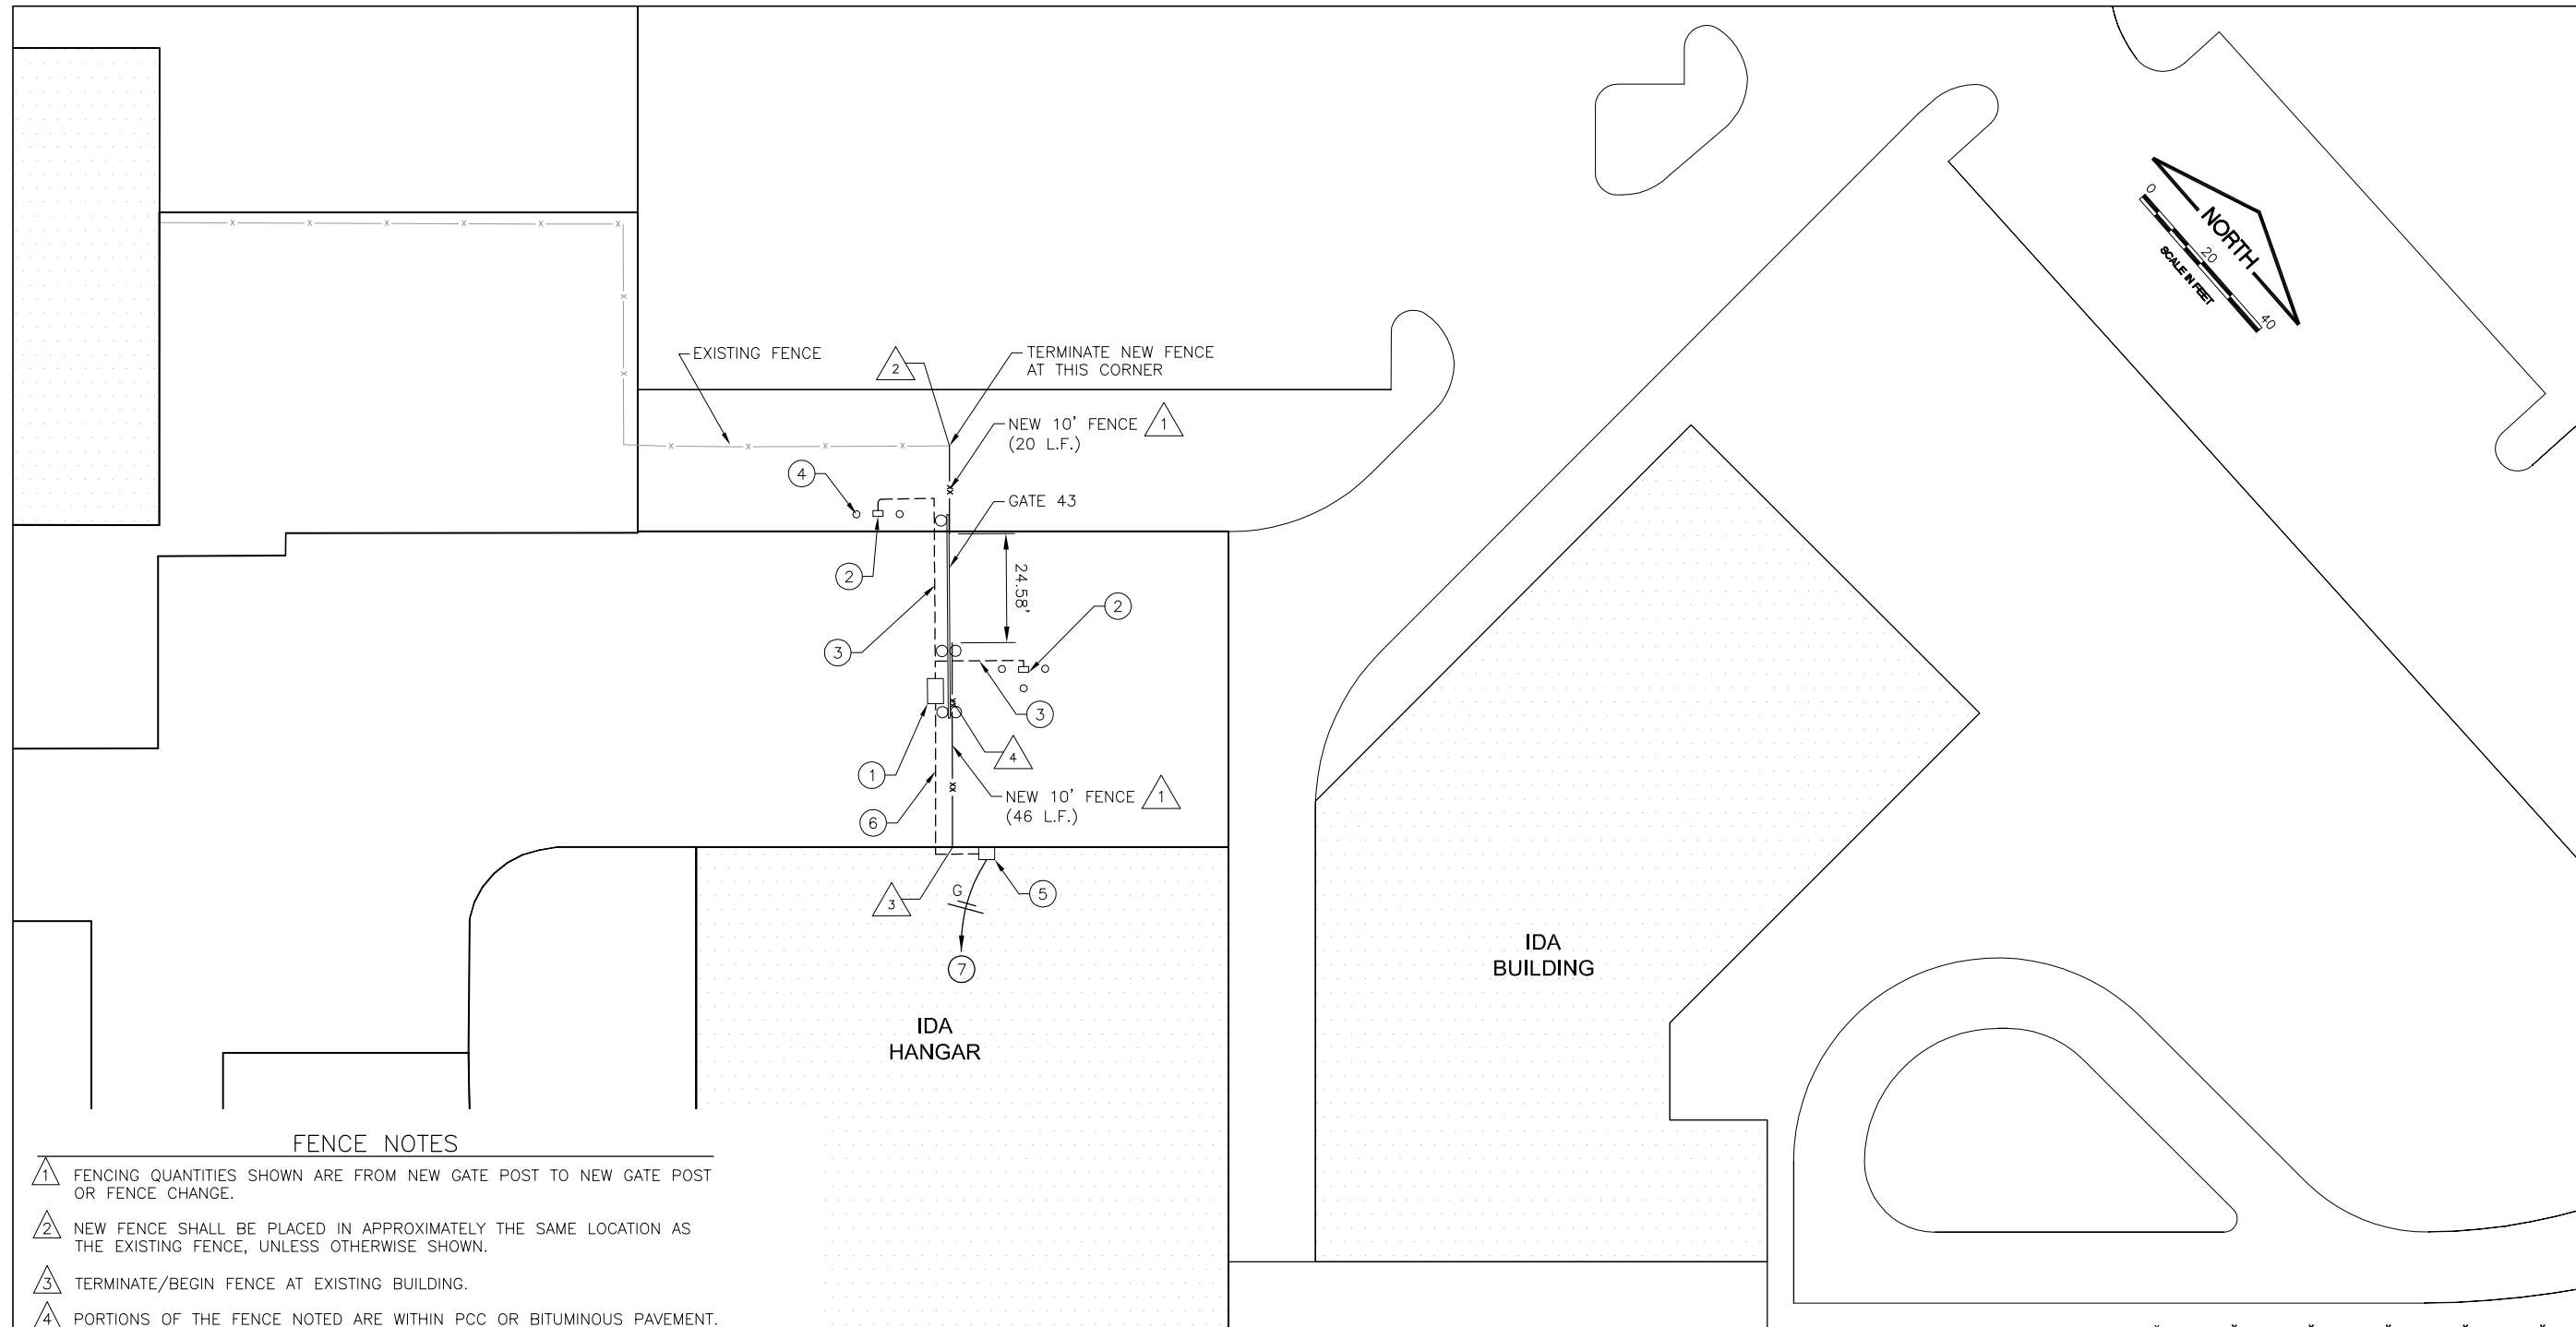 0
NORTH
20
SCALE IN FEET
40
EXISTING FENCE
2
TERMINATE NEW FENCE
AT THIS CORNER
NEW 10' FENCE 1
(20 L.F.)
4
GATE 43
2
24.58'
2
3
3
4
1
NEW 10' FENCE 1
(46 L.F.)
6
3
G
5
7
IDA
BUILDING
IDA
HANGAR
FENCE NOTES
1 FENCING QUANTITIES SHOWN ARE FROM NEW GATE POST TO NEW GATE POST
OR FENCE CHANGE.
2 NEW FENCE SHALL BE PLACED IN APPROXIMATELY THE SAME LOCATION AS
THE EXISTING FENCE, UNLESS OTHERWISE SHOWN.
3 TERMINATE/BEGIN FENCE AT EXISTING BUILDING.
4 PORTIONS OF THE FENCE NOTED ARE WITHIN PCC OR BITUMINOUS PAVEMENT.